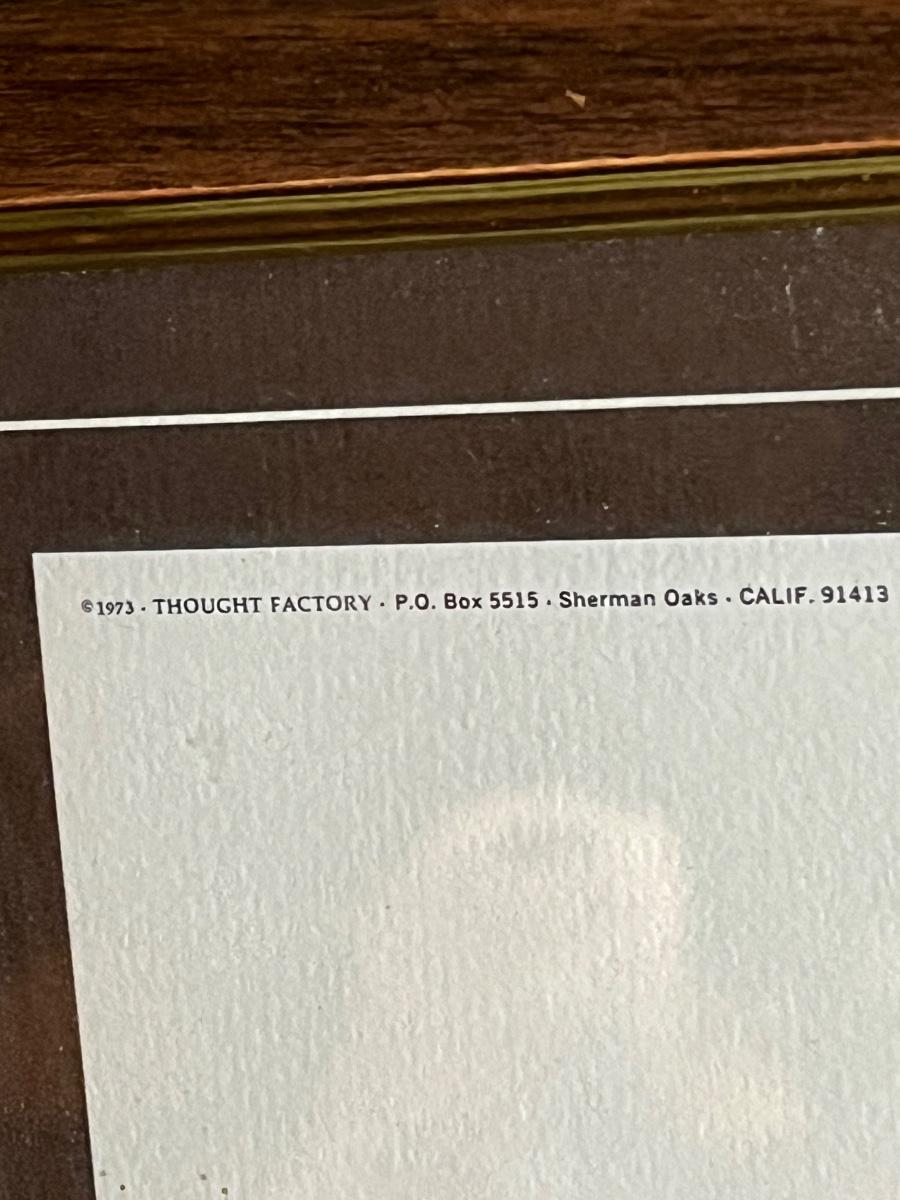 ©1973 · THOUGHT FACTORY · P.O. Box 5515 · Sherman Oaks · CALIF. 91413